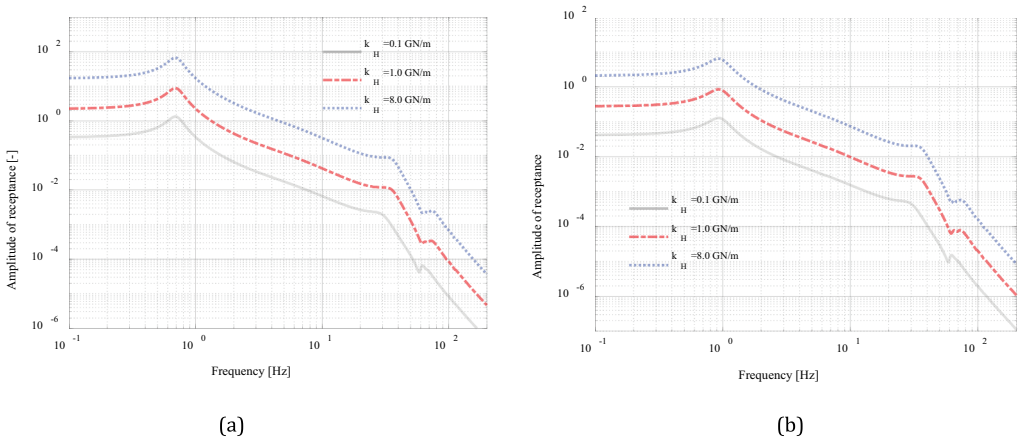 10 2
10 0
10 -2
10 -4
10 -6
Amplitude of receptance [-]
k H =0.1 GN/m
k H =1.0 GN/m
k H =8.0 GN/m
10 -1
10 0
10 1
10 2
Frequency [Hz]
(a)
10 2
10 0
10 -2
10 -4
10 -6
Amplitude of receptance
k H =0.1 GN/m
k H =1.0 GN/m
k H =8.0 GN/m
10 -1
10 0
10 1
10 2
Frequency [Hz]
(b)